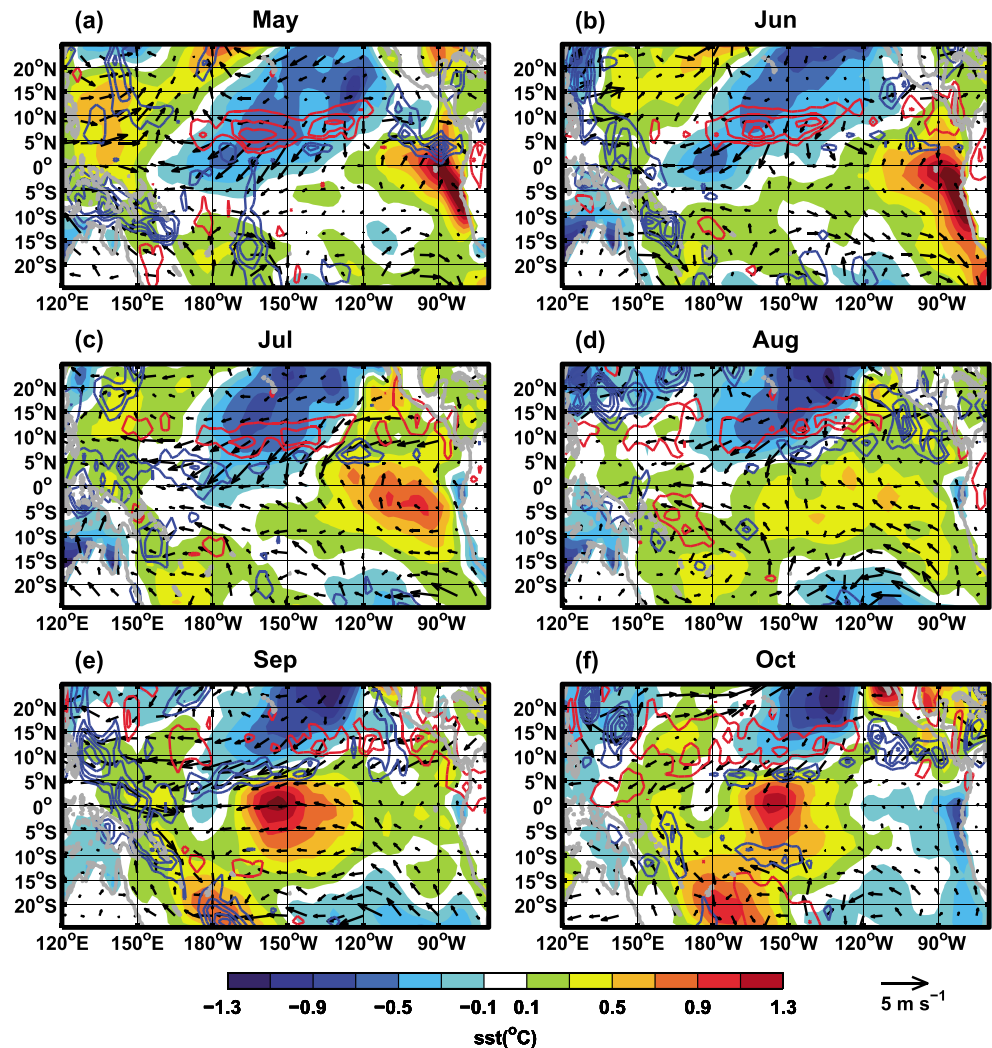 (a) May
(b) Jun
20°N
15°N
10°N
5°N
0°
5°S
10°S
15°S
20°S
120°E 150°E 180°W 150°W 120°W 90°W
20°N
15°N
10°N
5°N
0°
5°S
10°S
15°S
20°S
120°E 150°E 180°W 150°W 120°W 90°W
(c) Jul
(d) Aug
20°N
15°N
10°N
5°N
0°
5°S
10°S
15°S
20°S
120°E 150°E 180°W 150°W 120°W 90°W
20°N
15°N
10°N
5°N
0°
5°S
10°S
15°S
20°S
120°E 150°E 180°W 150°W 120°W 90°W
(e) Sep
(f) Oct
20°N
15°N
10°N
5°N
0°
5°S
10°S
15°S
20°S
120°E 150°E 180°W 150°W 120°W 90°W
20°N
15°N
10°N
5°N
0°
5°S
10°S
15°S
20°S
120°E 150°E 180°W 150°W 120°W 90°W
−1.3 −0.9 −0.5 −0.1 0.1 0.5 0.9 1.3
sst(°C)
5 m s⁻¹